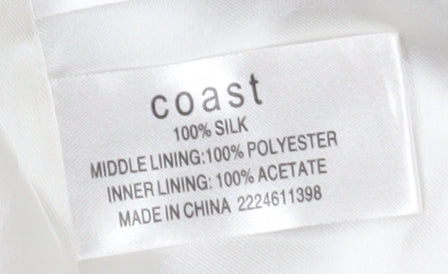 coast
100% SILK
MIDDLE LINING:100% POLYESTER
INNER LINING: 100% ACETATE
MADE IN CHINA 2224611398